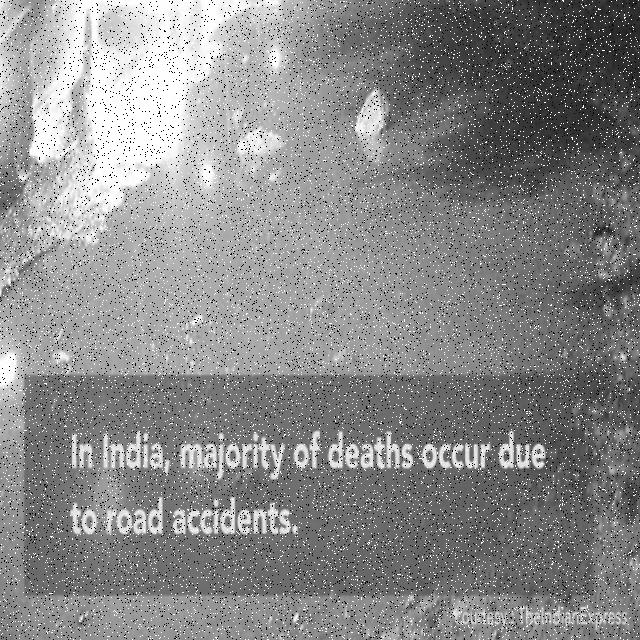 In India, majority of deaths occur due
to road accidents.
Courtesy : TheIndianExpress